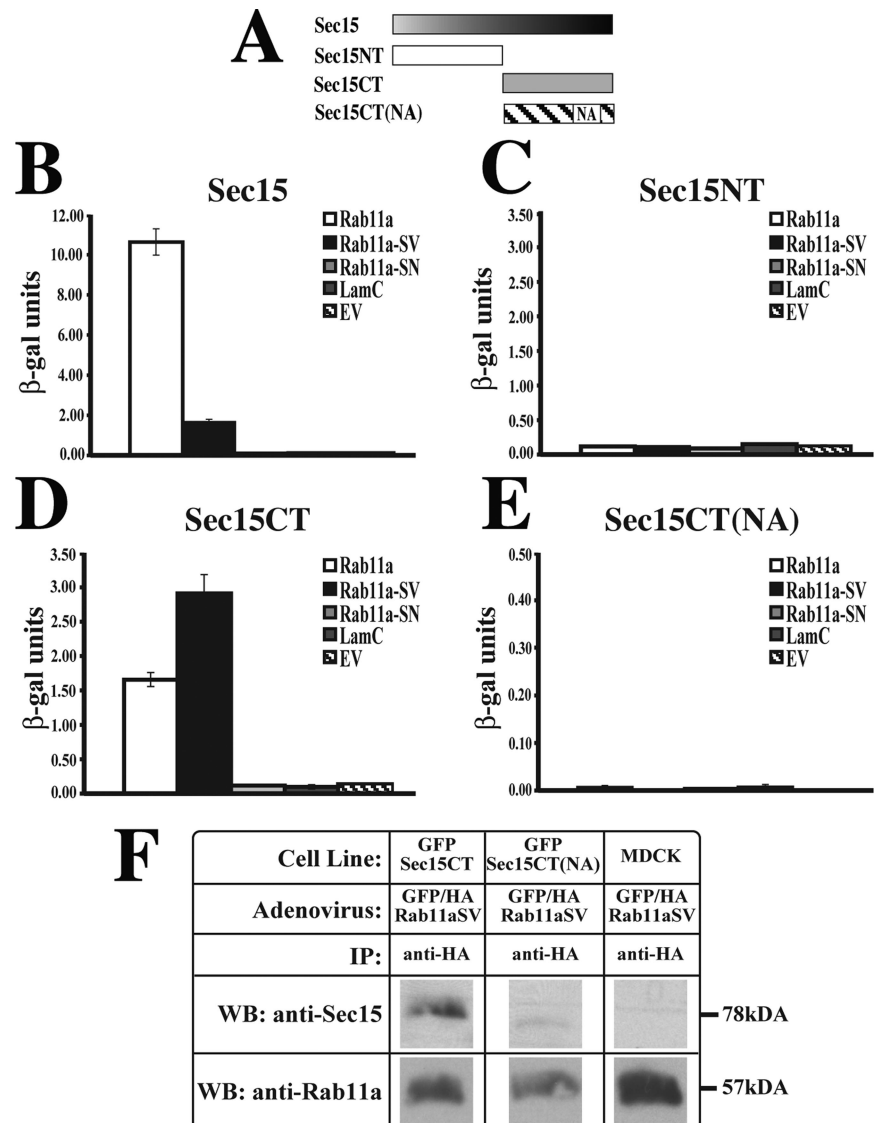 A
Sec15
Sec15NT
Sec15CT
Sec15CT(NA)
NA
B
Sec15
β-gal units
12.00
10.00
8.00
6.00
4.00
2.00
0.00
Rab11a
Rab11a-SV
Rab11a-SN
LamC
EV
C
Sec15NT
β-gal units
3.50
3.00
2.50
2.00
1.50
1.00
0.50
0.00
Rab11a
Rab11a-SV
Rab11a-SN
LamC
EV
D
Sec15CT
β-gal units
3.50
3.00
2.50
2.00
1.50
1.00
0.50
0.00
Rab11a
Rab11a-SV
Rab11a-SN
LamC
EV
E
Sec15CT(NA)
β-gal units
0.50
0.40
0.30
0.20
0.10
0.00
Rab11a
Rab11a-SV
Rab11a-SN
LamC
EV
F
Cell Line:
GFP
Sec15CT
GFP
Sec15CT(NA)
MDCK
Adenovirus:
GFP/HA
Rab11aSV
GFP/HA
Rab11aSV
GFP/HA
Rab11aSV
IP:
anti-HA
anti-HA
anti-HA
WB: anti-Sec15
78kDA
WB: anti-Rab11a
57kDA